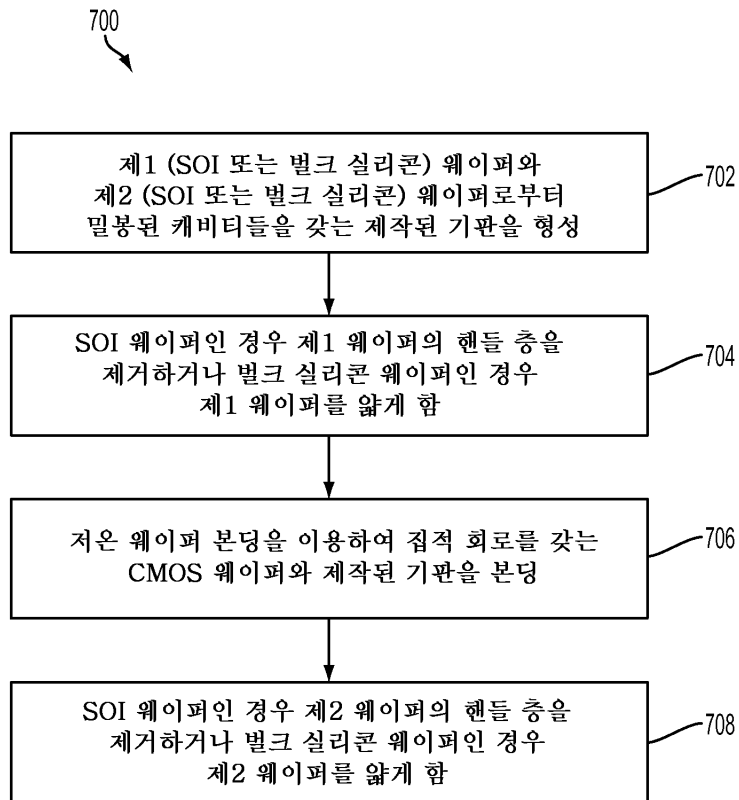 700
제1 (SOI 또는 벌크 실리콘) 웨이퍼와
제2 (SOI 또는 벌크 실리콘) 웨이퍼로부터
밀봉된 캐비티들을 갖는 제작된 기판을 형성
702
SOI 웨이퍼인 경우 제1 웨이퍼의 핸들 층을
제거하거나 벌크 실리콘 웨이퍼인 경우
제1 웨이퍼를 얇게 함
704
저온 웨이퍼 본딩을 이용하여 집적 회로를 갖는
CMOS 웨이퍼와 제작된 기판을 본딩
706
SOI 웨이퍼인 경우 제2 웨이퍼의 핸들 층을
제거하거나 벌크 실리콘 웨이퍼인 경우
제2 웨이퍼를 얇게 함
708